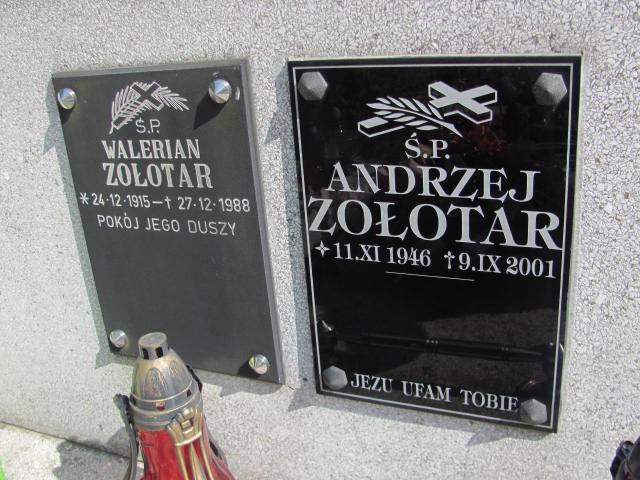 Ś.P.
WALERIAN
ZOŁOTAR
* 24·12·1915 – † 27·12·1988
POKÓJ JEGO DUSZY
Ś.P.
ANDRZEJ
ZOŁOTAR
11.XI 1946 † 9.IX 2001
JEZU UFAM TOBIE